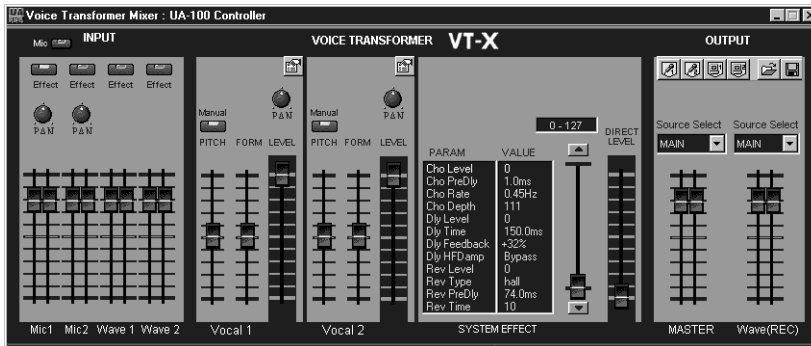 Voice Transformer Mixer : UA-100 Controller
Mic
INPUT
VOICE TRANSFORMER VT-X
OUTPUT
Effect Effect Effect Effect
PAN PAN
Manual
PAN
PITCH FORM LEVEL
Manual
PAN
PITCH FORM LEVEL
0 - 127
DIRECT LEVEL
PARAM VALUE
Cho Level 0
Cho PreDly 1.0ms
Cho Rate 0.45Hz
Cho Depth 111
Dly Level 0
Dly Time 150.0ms
Dly Feedback +32%
Dly HFDamp Bypass
Rev Level 0
Rev Type hall
Rev PreDly 74.0ms
Rev Time 10
Source Select Source Select
MAIN MAIN
Mic1 Mic2 Wave 1 Wave 2
Vocal 1
Vocal 2
SYSTEM EFFECT
MASTER
Wave(REC)